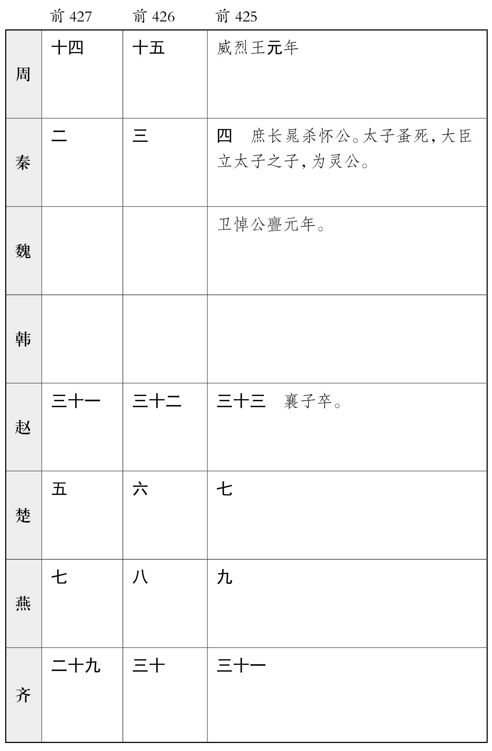 前 427 前 426 前 425
周 十四 十五 威烈王元年
秦 二 三 四 庶长鼌杀怀公。太子蚤死，大臣
立太子之子，为灵公。
魏 卫悼公亹元年。
韩
赵 三十一 三十二 三十三 襄子卒。
楚 五 六 七
燕 七 八 九
齐 二十九 三十 三十一